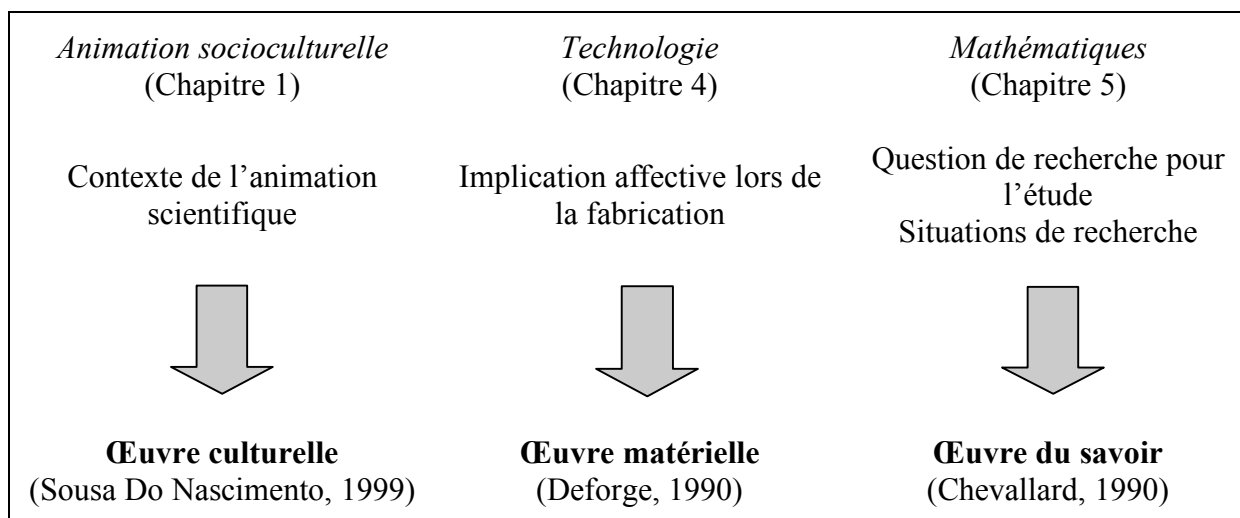 Animation socioculturelle
(Chapitre 1)
Contexte de l’animation
scientifique
Œuvre culturelle
(Sousa Do Nascimento, 1999)
Technologie
(Chapitre 4)
Implication affective lors de
la fabrication
Œuvre matérielle
(Deforge, 1990)
Mathématiques
(Chapitre 5)
Question de recherche pour
l’étude
Situations de recherche
Œuvre du savoir
(Chevallard, 1990)